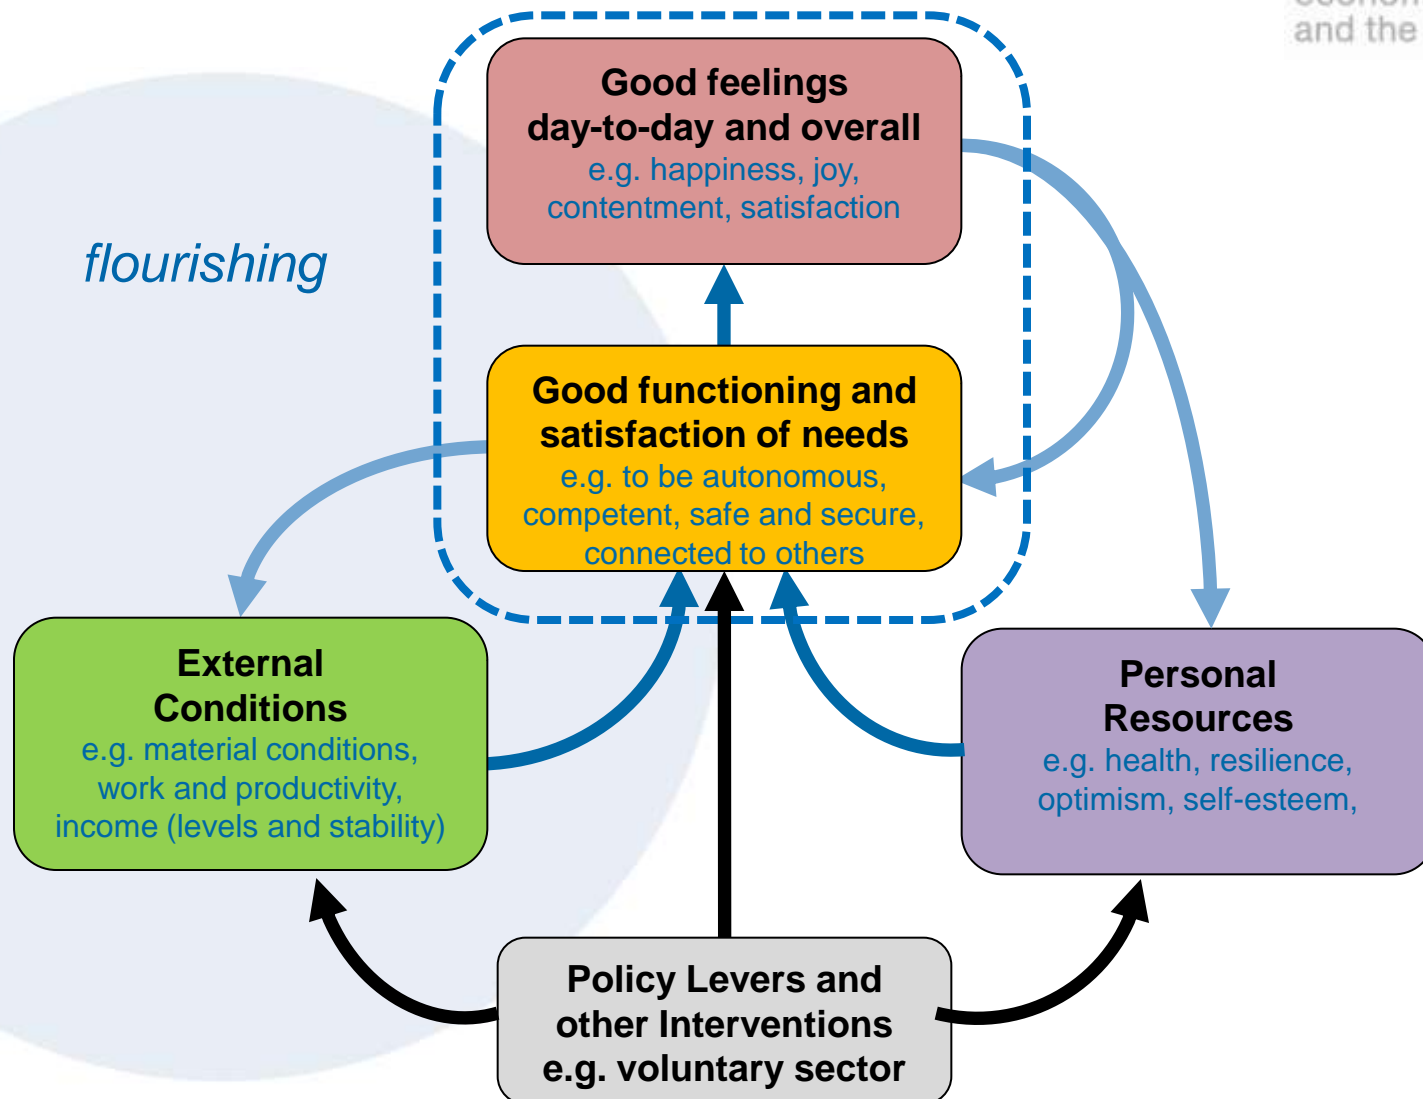 and the
Good feelings
day-to-day and overall
e.g. happiness, joy,
contentment, satisfaction
flourishing
Good functioning and
satisfaction of needs
e.g. to be autonomous,
competent, safe and secure,
connected to others
External
Conditions
e.g. material conditions,
work and productivity,
income (levels and stability)
Personal
Resources
e.g. health, resilience,
optimism, self-esteem,
Policy Levers and
other Interventions
e.g. voluntary sector